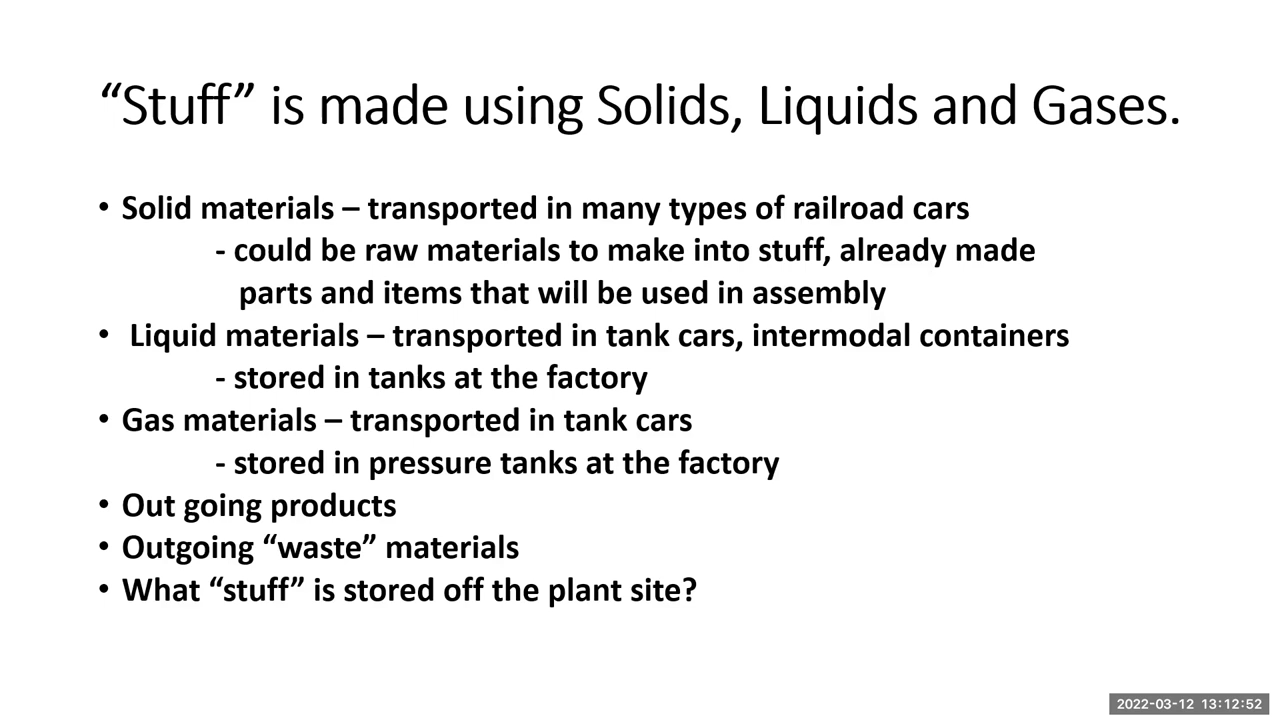 “Stuff” is made using Solids, Liquids and Gases.
• Solid materials – transported in many types of railroad cars
- could be raw materials to make into stuff, already made
parts and items that will be used in assembly
• Liquid materials – transported in tank cars, intermodal containers
- stored in tanks at the factory
• Gas materials – transported in tank cars
- stored in pressure tanks at the factory
• Out going products
• Outgoing “waste” materials
• What “stuff” is stored off the plant site?
2022-03-12 13:12:52